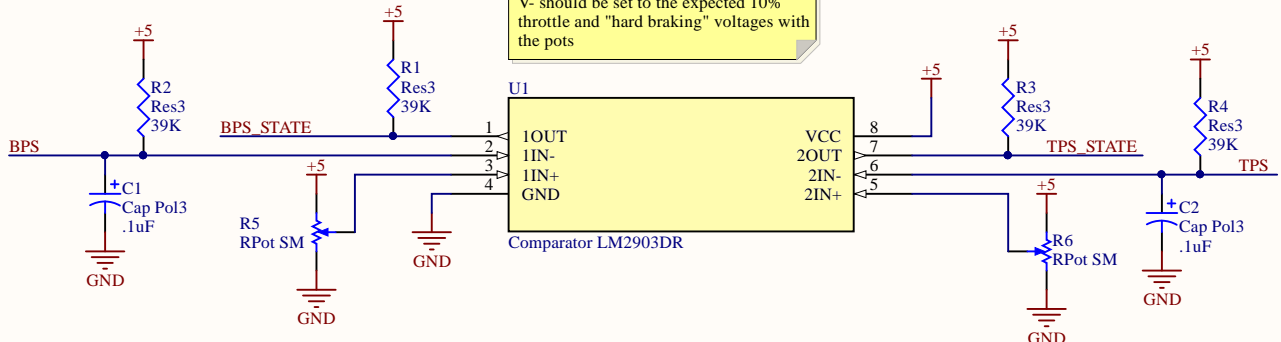 V- should be set to the expected 10%
throttle and "hard braking" voltages with
the pots
+5
+5
+5
+5
+5
R2
Res3
39K
R1
Res3
39K
U1
R3
Res3
39K
R4
Res3
39K
BPS_STATE
1
1OUT
VCC
8
BPS
2
1IN-
2OUT
7
TPS_STATE
3
1IN+
2IN-
6
TPS
4
GND
2IN+
5
+5
+5
C1
Cap Pol3
.1uF
R5
RPot SM
C2
Cap Pol3
.1uF
R6
RPot SM
Comparator LM2903DR
GND
GND
GND
GND
GND